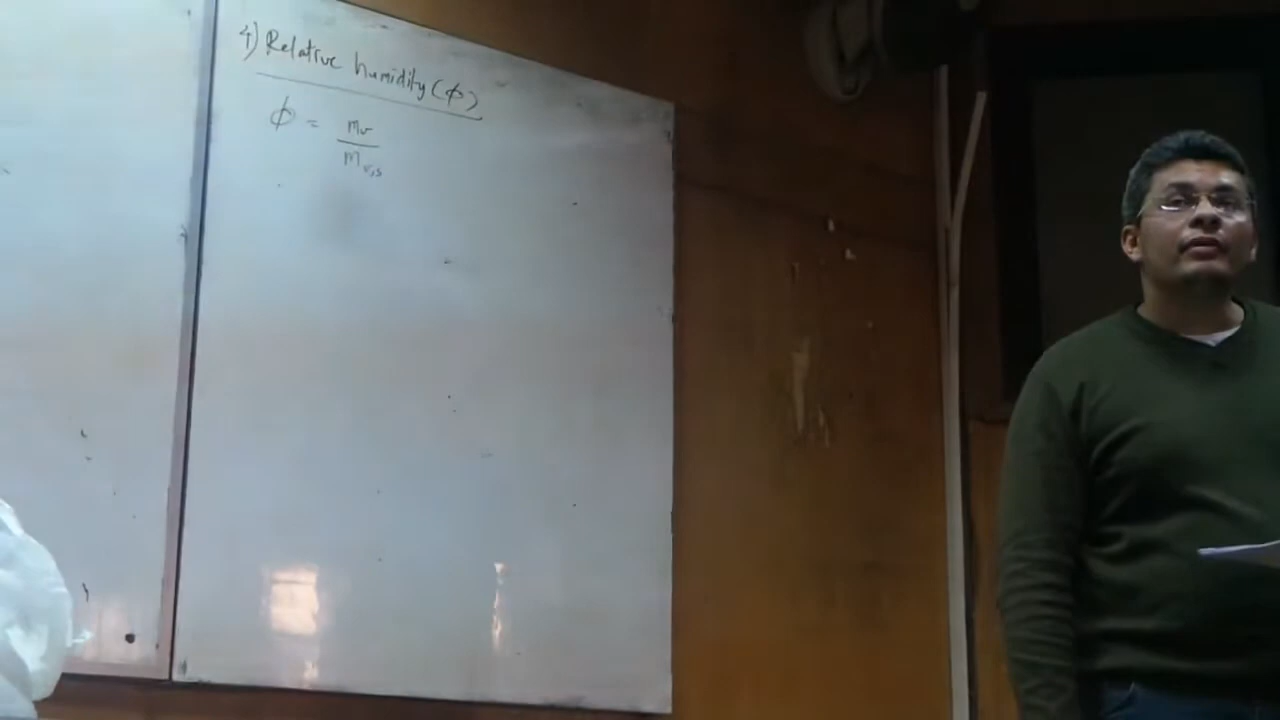 4) Relative humidity (ϕ)
ϕ = mv / mv,s